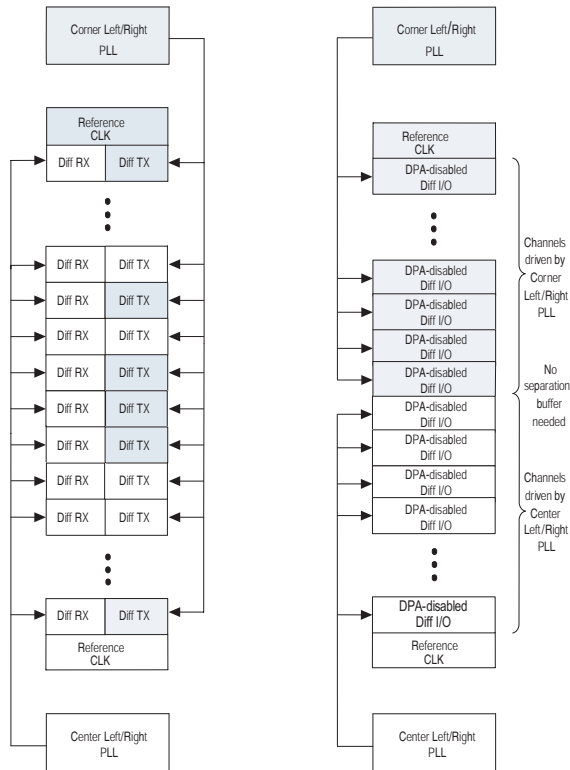 Corner Left/Right
PLL
Reference
CLK
Diff RX Diff TX
Diff RX Diff TX
Diff RX Diff TX
Diff RX Diff TX
Diff RX Diff TX
Diff RX Diff TX
Diff RX Diff TX
Diff RX Diff TX
Diff RX Diff TX
Diff RX Diff TX
Reference
CLK
Center Left/Right
PLL
Corner Left/Right
PLL
Reference
CLK
DPA-disabled
Diff I/O
DPA-disabled
Diff I/O
DPA-disabled
Diff I/O
DPA-disabled
Diff I/O
DPA-disabled
Diff I/O
DPA-disabled
Diff I/O
DPA-disabled
Diff I/O
DPA-disabled
Diff I/O
DPA-disabled
Diff I/O
DPA-disabled
Diff I/O
Reference
CLK
Center Left/Right
PLL
Channels
driven by
Corner
Left/Right
PLL
No
separation
buffer
needed
Channels
driven by
Center
Left/Right
PLL